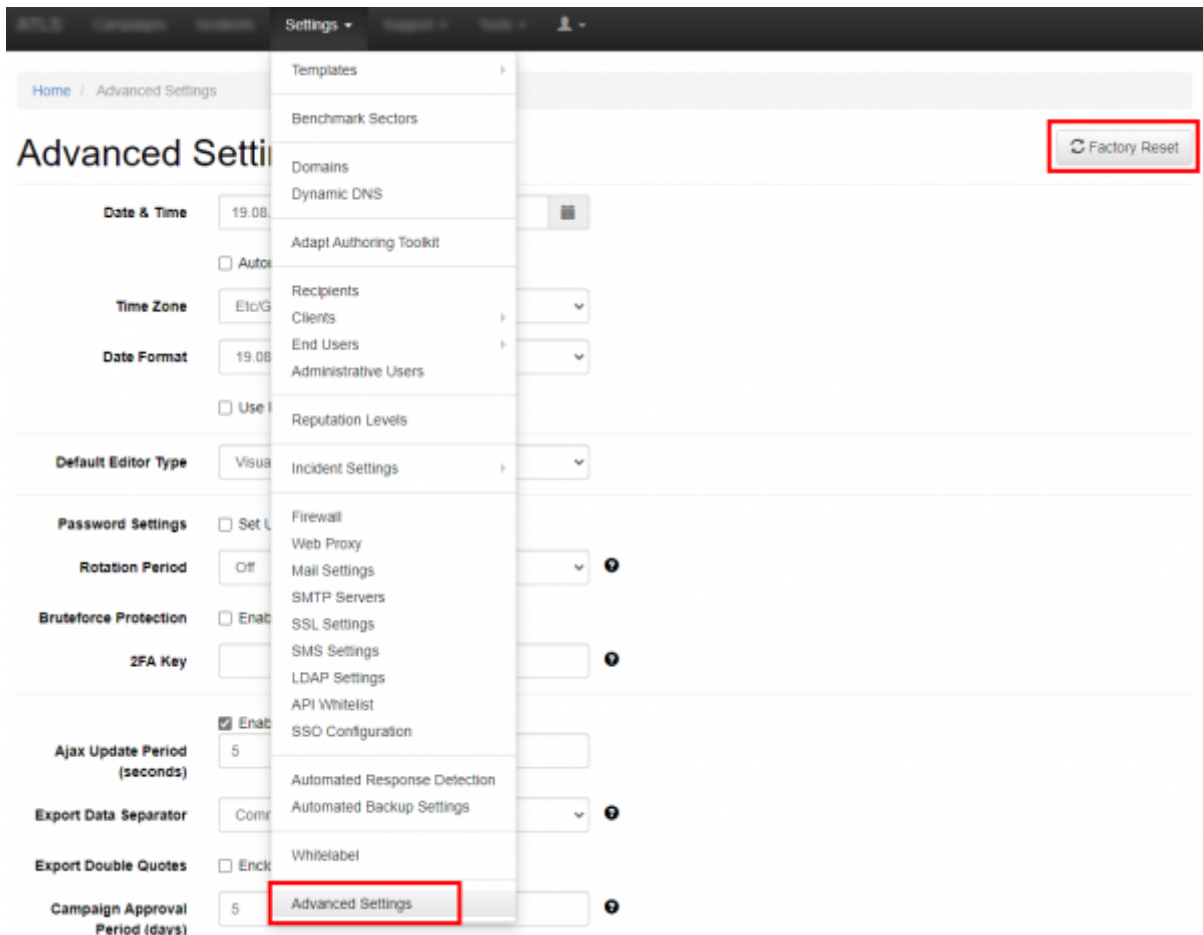 Settings
Home / Advanced Settings
Advanced Setti
Factory Reset
Date & Time
19.08.
Time Zone
Etc/G
Date Format
19.08
Use
Default Editor Type
Visua
Password Settings
Set U
Rotation Period
Off
Bruteforce Protection
Enab
2FA Key
Enab
Ajax Update Period
(seconds)
5
Export Data Separator
Export Double Quotes
Campaign Approval
Period (days)
5
Templates
Benchmark Sectors
Domains
Dynamic DNS
Adapt Authoring Toolkit
Recipients
Clients
End Users
Administrative Users
Reputation Levels
Incident Settings
Firewall
Web Proxy
Mail Settings
SMTP Servers
SSL Settings
SMS Settings
LDAP Settings
API Whitelist
SSO Configuration
Automated Response Detection
Automated Backup Settings
Whitelabel
Advanced Settings